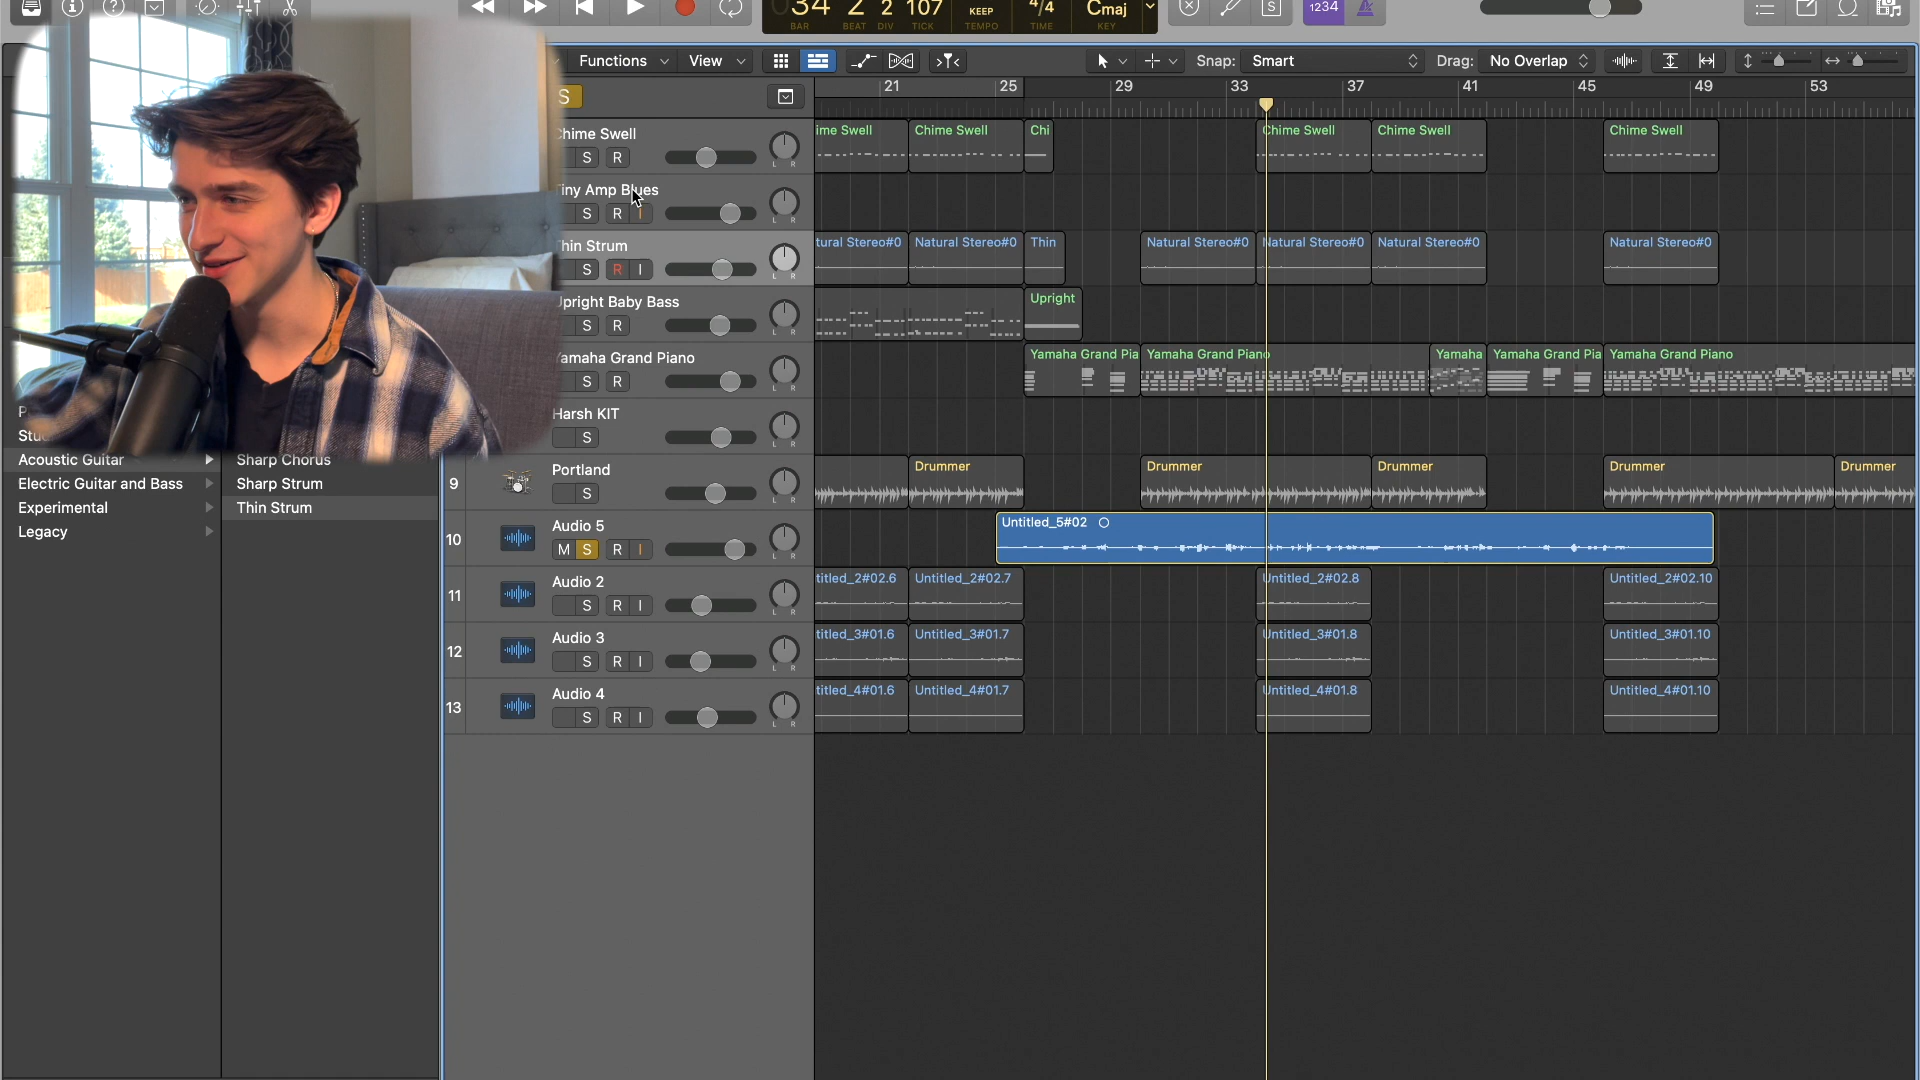 34 2 2 107
BAR BEAT DIV TICK
KEEP
TEMPO
4/4
TIME
Cmaj
KEY
S
1234
Functions
View
Snap: Smart
Drag: No Overlap
S
21 25 29 33 37 41 45 49 53
Chime Swell
S R
L R
ime Swell Chime Swell Chi Chime Swell Chime Swell Chime Swell
Tiny Amp Blues
S R I
L R
Thin Strum
S R I
L R
tural Stereo#0 Natural Stereo#0 Thin Natural Stereo#0 Natural Stereo#0 Natural Stereo#0 Natural Stereo#0
Upright Baby Bass
S R
L R
Upright
Yamaha Grand Piano
S R
L R
Yamaha Grand Pia Yamaha Grand Piano Yamaha Yamaha Grand Pia Yamaha Grand Piano
Harsh KIT
S
L R
9
Portland
S
L R
Drummer Drummer Drummer Drummer Drummer
10
Audio 5
M S R I
L R
Untitled_5#02
11
Audio 2
S R I
L R
titled_2#02.6 Untitled_2#02.7 Untitled_2#02.8 Untitled_2#02.10
12
Audio 3
S R I
L R
titled_3#01.6 Untitled_3#01.7 Untitled_3#01.8 Untitled_3#01.10
13
Audio 4
S R I
L R
titled_4#01.6 Untitled_4#01.7 Untitled_4#01.8 Untitled_4#01.10
P
Stu
Acoustic Guitar
Electric Guitar and Bass
Experimental
Legacy
Sharp Chorus
Sharp Strum
Thin Strum